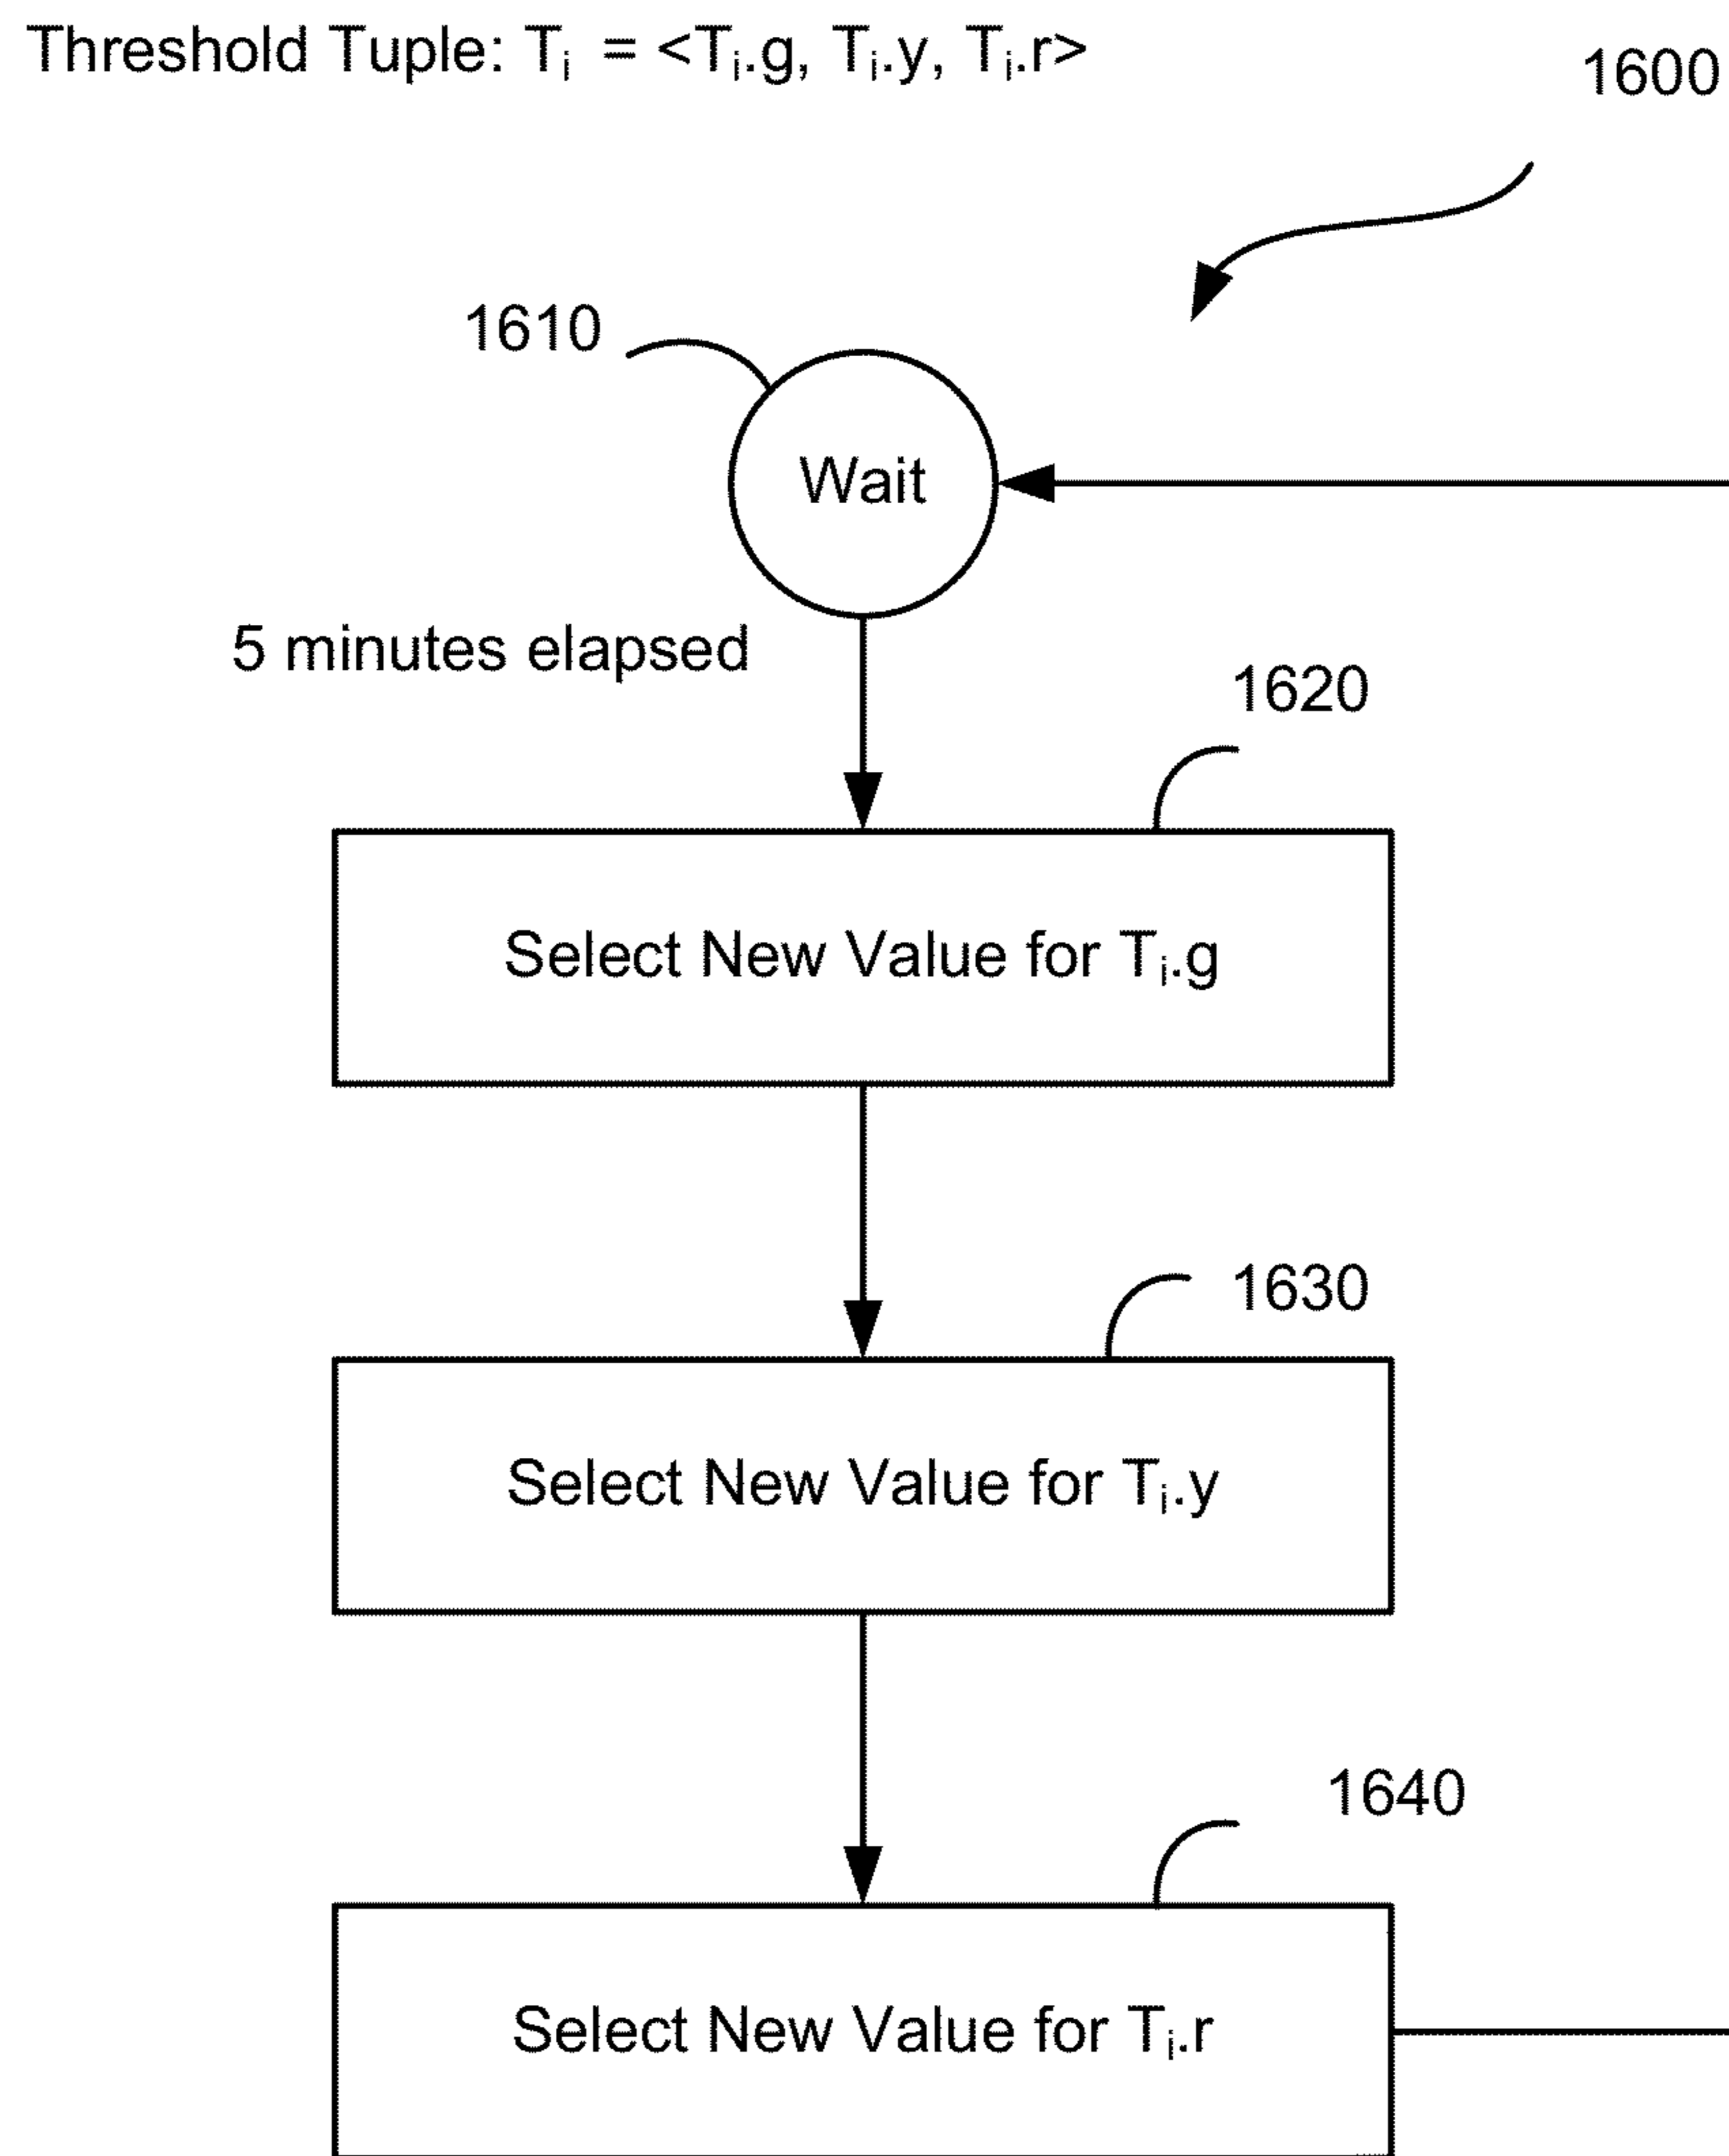 Threshold Tuple: Tᵢ = <Tᵢ.g, Tᵢ.y, Tᵢ.r>
1600
1610
Wait
5 minutes elapsed
1620
Select New Value for Tᵢ.g
1630
Select New Value for Tᵢ.y
1640
Select New Value for Tᵢ.r